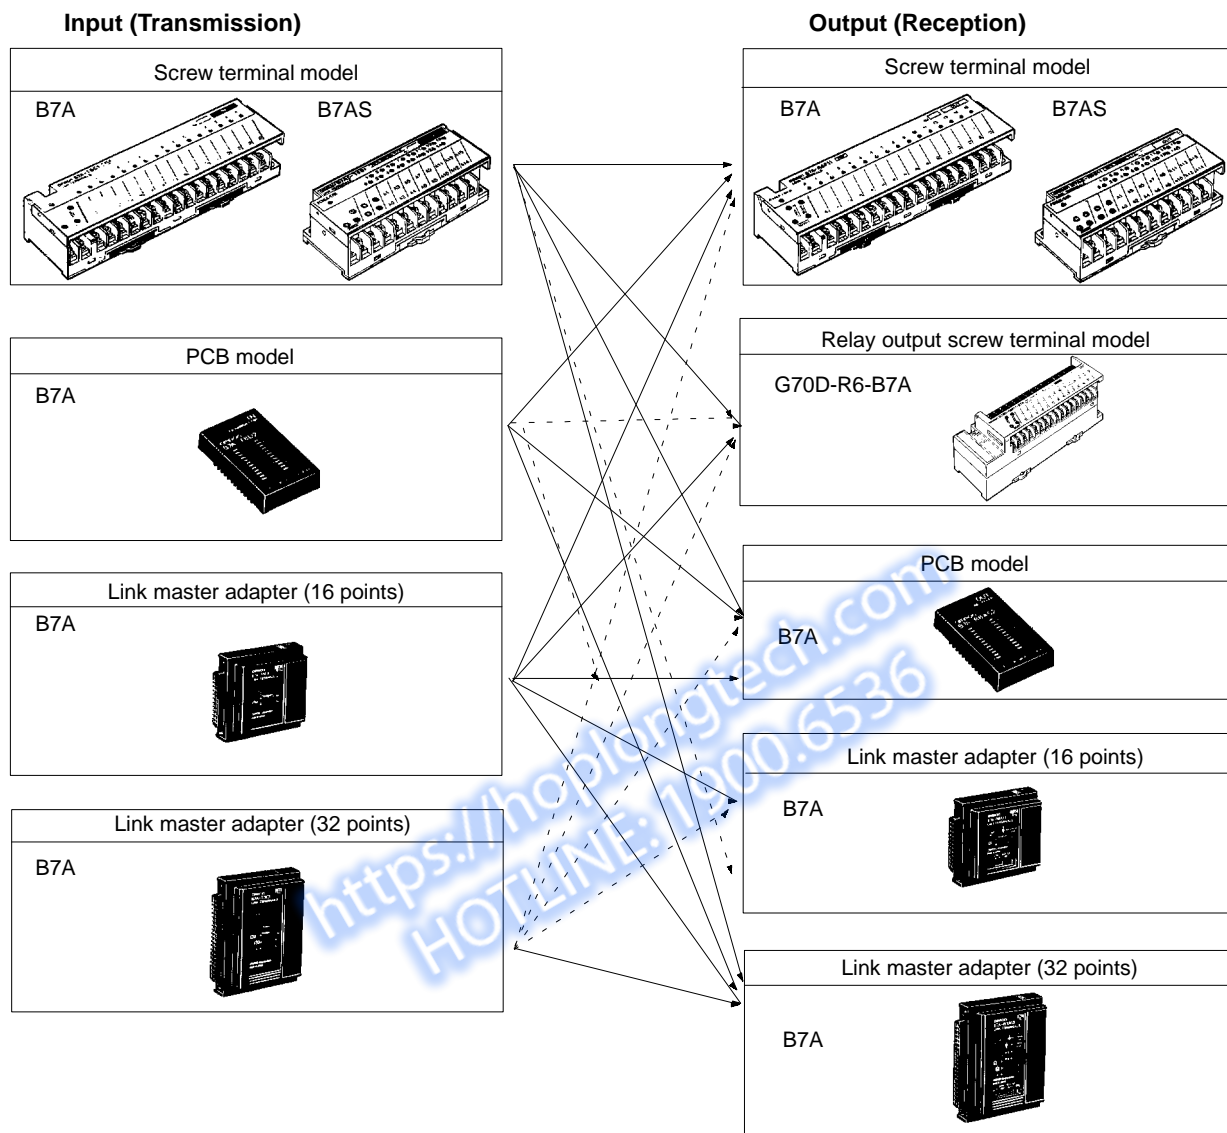 Input (Transmission)
Output (Reception)
Screw terminal model
B7A
B7AS
Screw terminal model
B7A
B7AS
PCB model
B7A
Relay output screw terminal model
G70D-R6-B7A
Link master adapter (16 points)
B7A
PCB model
B7A
Link master adapter (32 points)
B7A
Link master adapter (16 points)
B7A
Link master adapter (32 points)
B7A
https://hoplongtech.com
HOTLINE: 1900.6536